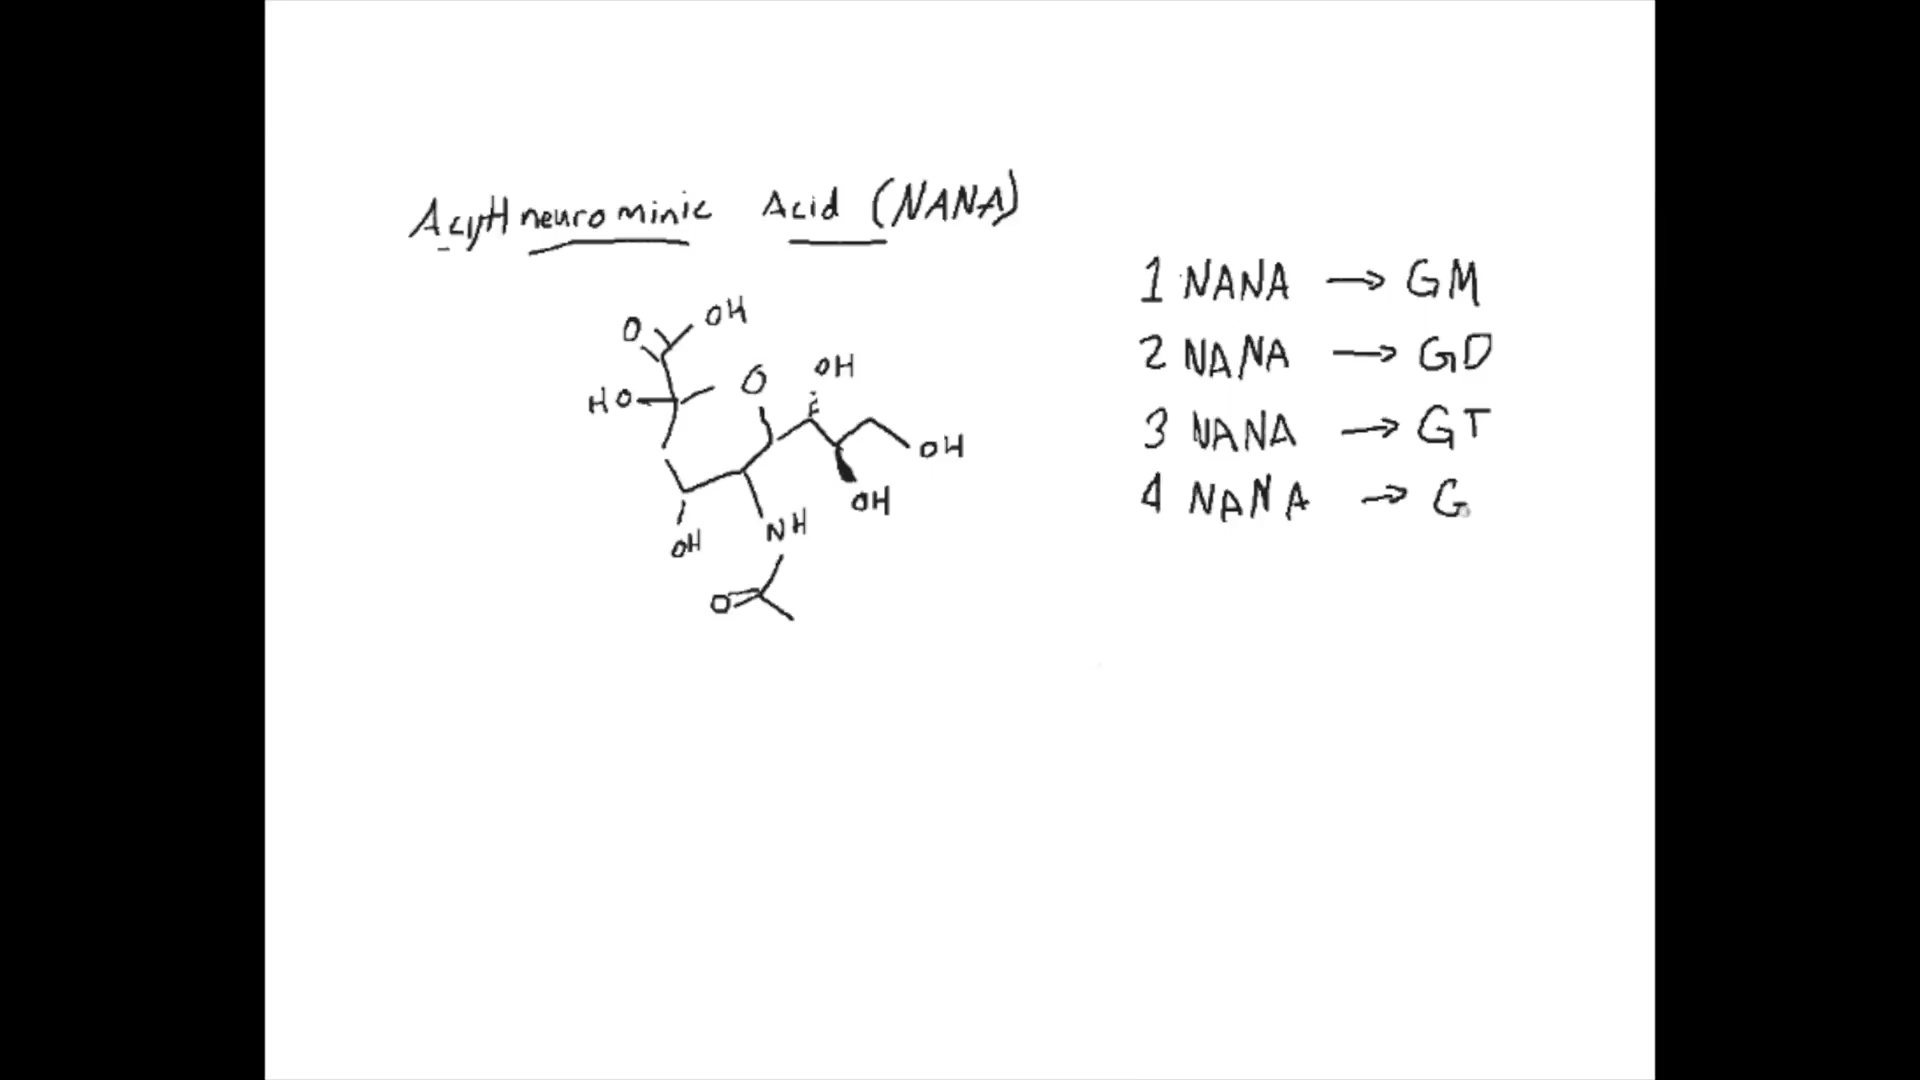 Acyltneurominic Acid (NANA)
O OH
HO O OH
OH
OH
OH NH
O
1 NANA → GM
2 NANA → GD
3 NANA → GT
4 NANA → G